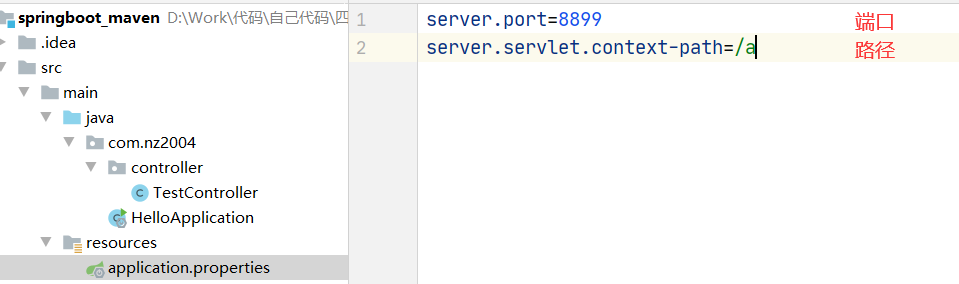 springboot_maven D:\Work\代码\自己代码\四
.idea
src
main
java
com.nz2004
controller
TestController
HelloApplication
resources
application.properties
1 server.port=8899 端口
2 server.servlet.context-path=/a 路径